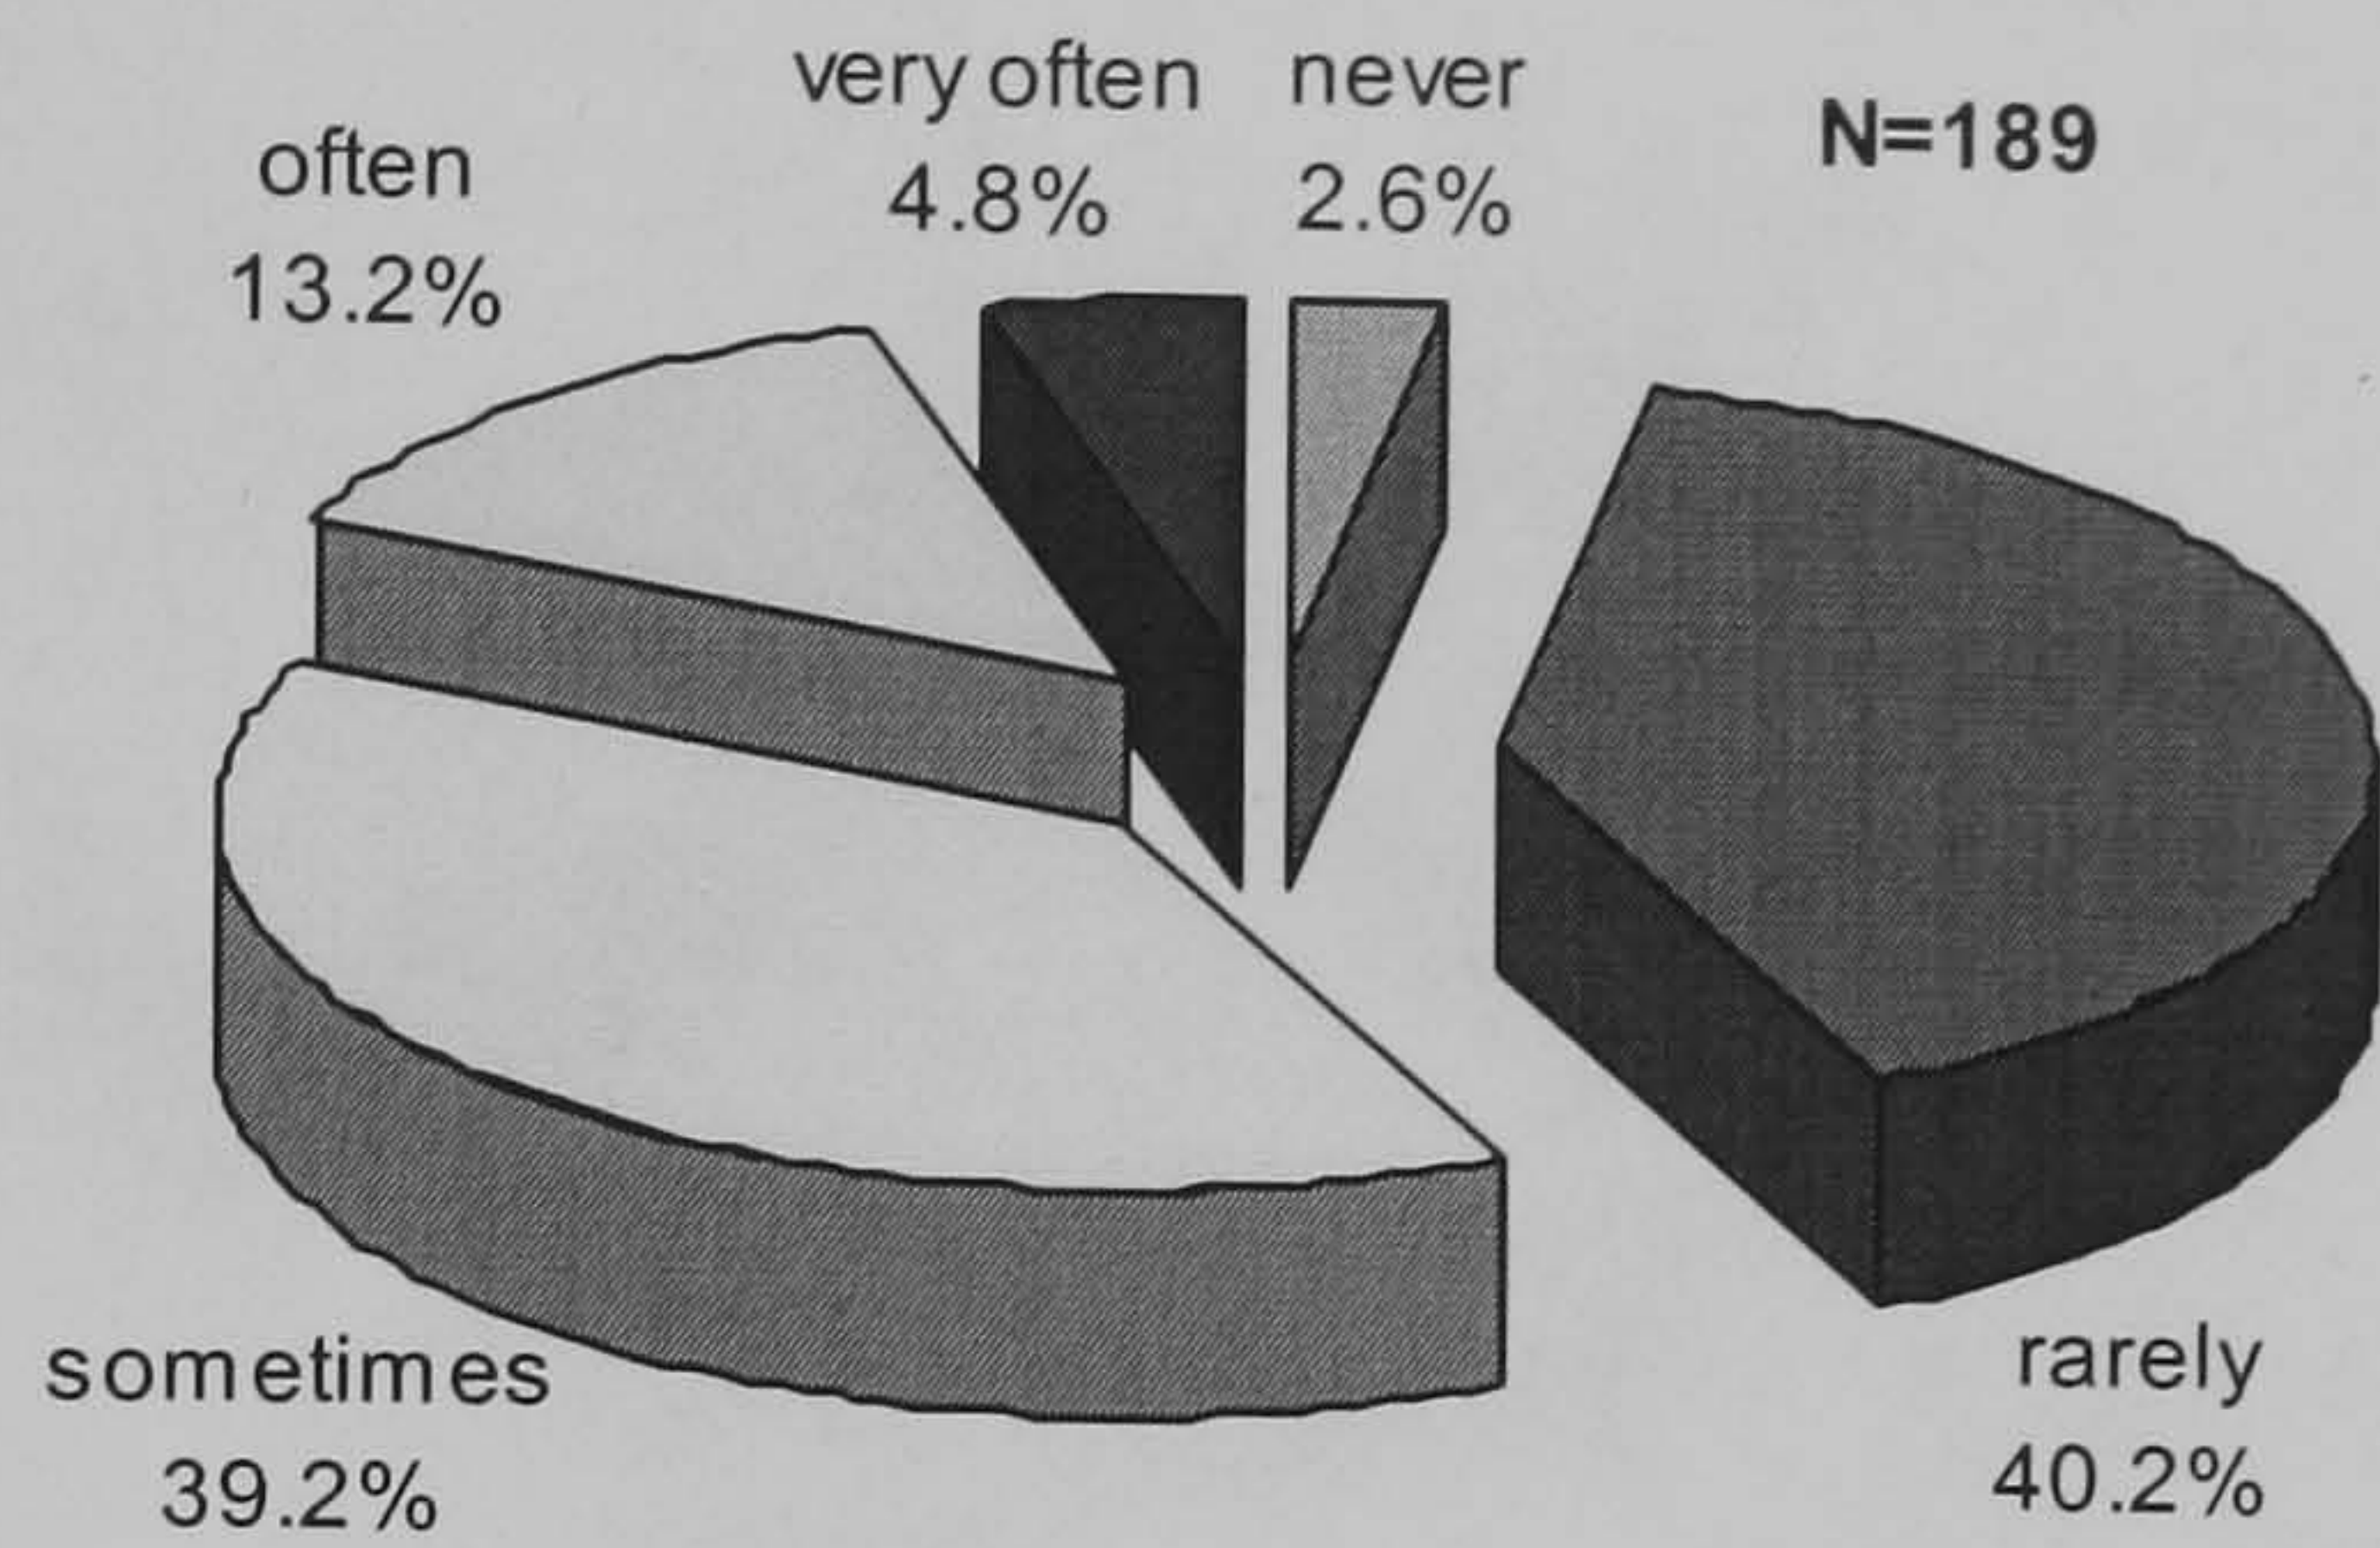 very often
4.8%
never
2.6%
N=189
often
13.2%
sometimes
39.2%
rarely
40.2%